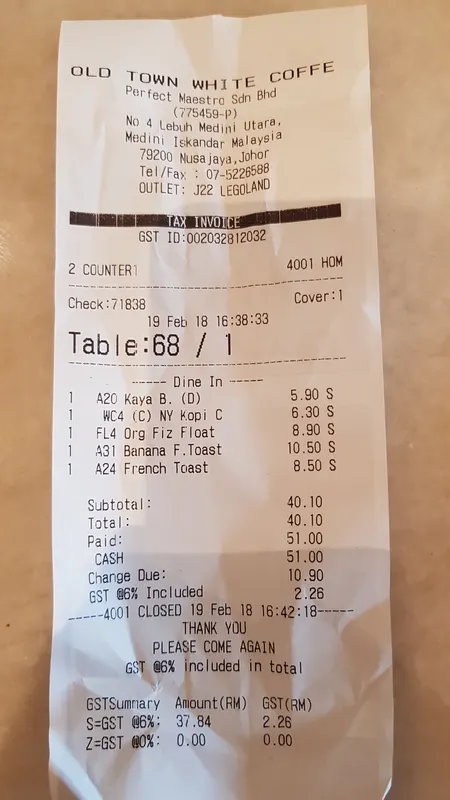 OLD TOWN WHITE COFFE
Perfect Maestro Sdn Bhd
(775459-P)
No 4 Lebuh Medini Utara,
Medini Iskandar Malaysia
79200 Nusajaya,Johor
Tel/Fax : 07-5226588
OUTLET: J22 LEGOLAND
TAX INVOICE
GST ID:002032812032
2 COUNTER1 4001 HOM
Check:71838 Cover:1
19 Feb 18 16:38:33
Table:68 / 1
----- Dine In -----
1 A20 Kaya B. (D) 5.90 S
1 WC4 (C) NY Kopi C 6.30 S
1 FL4 Org Fiz Float 8.90 S
1 A31 Banana F.Toast 10.50 S
1 A24 French Toast 8.50 S
Subtotal: 40.10
Total: 40.10
Paid: 51.00
CASH 51.00
Change Due: 10.90
GST @6% Included 2.26
-----4001 CLOSED 19 Feb 18 16:42:18-----
THANK YOU
PLEASE COME AGAIN
GST @6% included in total
GSTSummary Amount(RM) GST(RM)
S=GST @6%: 37.84 2.26
Z=GST @0%: 0.00 0.00